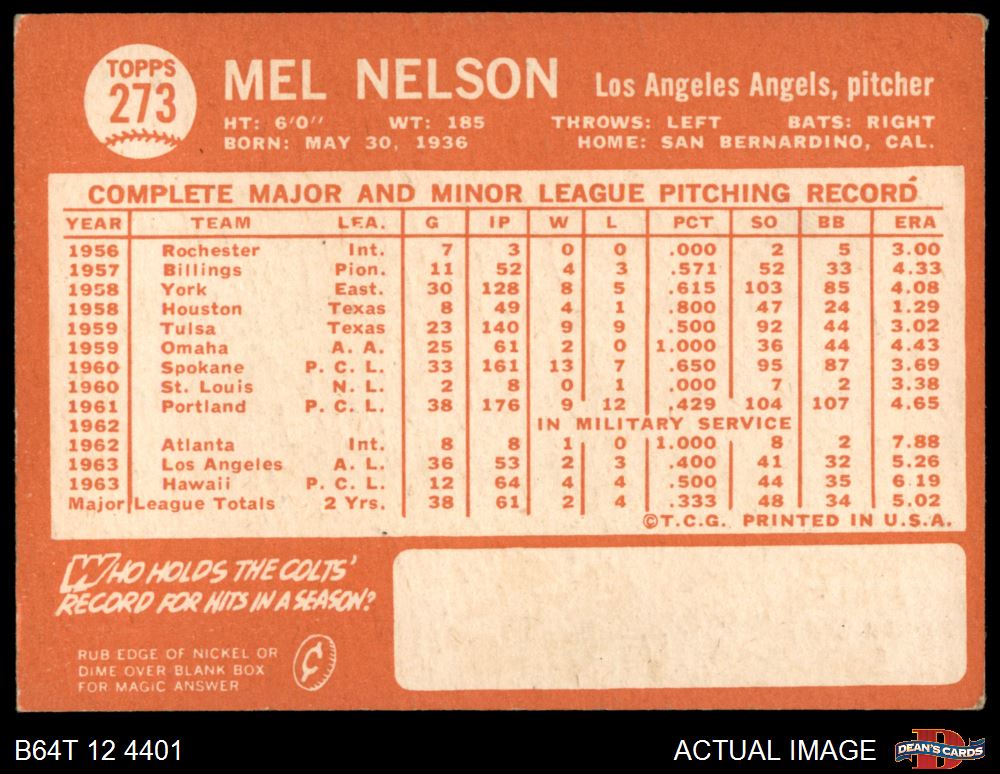 TOPPS
273
MEL NELSON Los Angeles Angels, pitcher
HT: 6'0" WT: 185 THROWS: LEFT BATS: RIGHT
BORN: MAY 30, 1936 HOME: SAN BERNARDINO, CAL.
COMPLETE MAJOR AND MINOR LEAGUE PITCHING RECORD
YEAR TEAM LEA. G IP W L PCT SO BB ERA
1956 Rochester Int. 7 3 0 0 .000 2 5 3.00
1957 Billings Pion. 11 52 4 3 .571 52 33 4.33
1958 York East. 30 128 8 5 .615 103 85 4.08
1958 Houston Texas 8 49 4 1 .800 47 24 1.29
1959 Tulsa Texas 23 140 9 9 .500 92 44 3.02
1959 Omaha A. A. 25 61 2 0 1.000 36 44 4.43
1960 Spokane P. C. L. 33 161 13 7 .650 95 87 3.69
1960 St. Louis N. L. 2 8 0 1 .000 7 2 3.38
1961 Portland P. C. L. 38 176 9 12 .429 104 107 4.65
1962 IN MILITARY SERVICE
1962 Atlanta Int. 8 8 1 0 1.000 8 2 7.88
1963 Los Angeles A. L. 36 53 2 3 .400 41 32 5.26
1963 Hawaii P. C. L. 12 64 4 4 .500 44 35 6.19
Major League Totals 2 Yrs. 38 61 2 4 .333 48 34 5.02
©T.C.G. PRINTED IN U.S.A.
WHO HOLDS THE COLTS'
RECORD FOR HITS IN A SEASON?
RUB EDGE OF NICKEL OR
DIME OVER BLANK BOX
FOR MAGIC ANSWER
¢
B64T 12 4401 ACTUAL IMAGE D DEAN'S CARDS